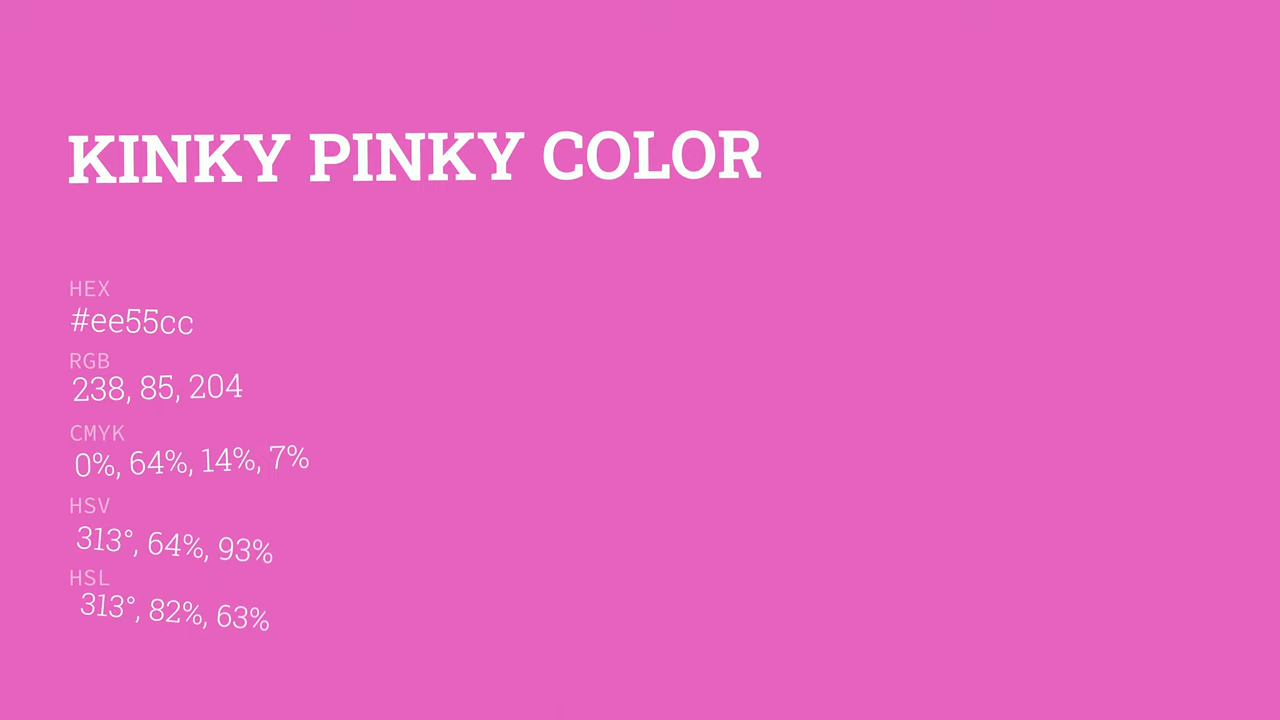 KINKY PINKY COLOR
HEX
#ee55cc
RGB
238, 85, 204
CMYK
0%, 64%, 14%, 7%
HSV
313°, 64%, 93%
HSL
313°, 82%, 63%